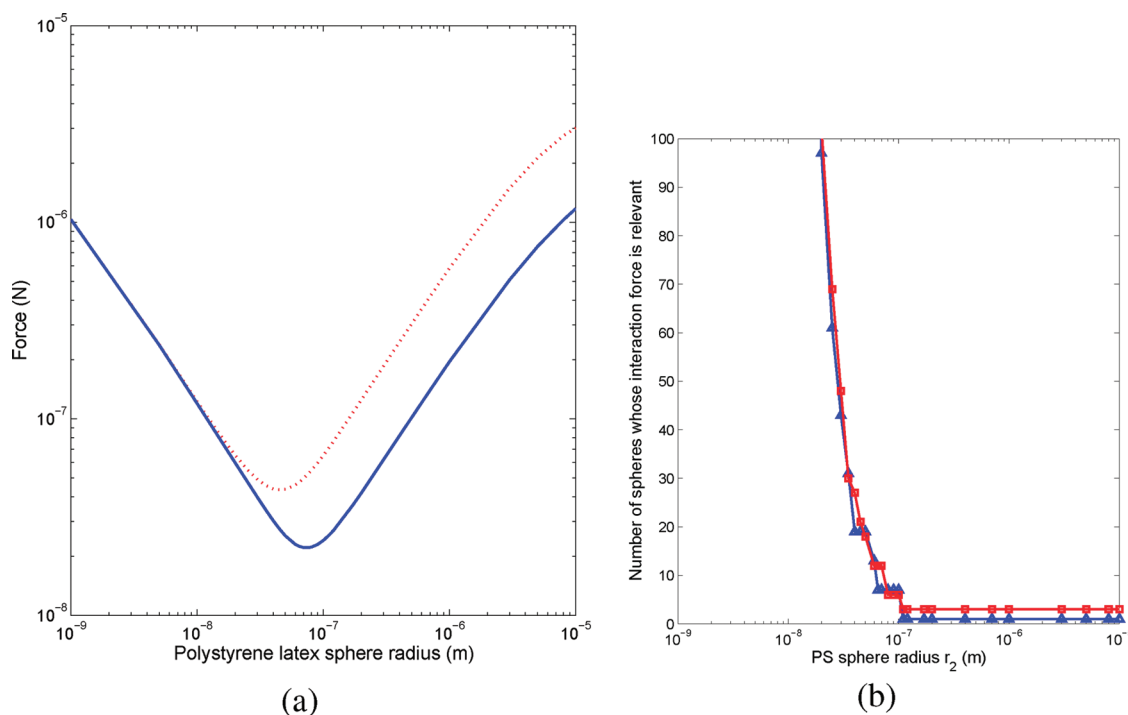 10^-5
10^-6
10^-7
10^-8
Force (N)
10^-9 10^-8 10^-7 10^-6 10^-5
Polystyrene latex sphere radius (m)
(a)
100
90
80
70
60
50
40
30
20
10
0
Number of spheres whose interaction force is relevant
10^-9 10^-8 10^-7 10^-6
PS sphere radius r_2 (m)
(b)